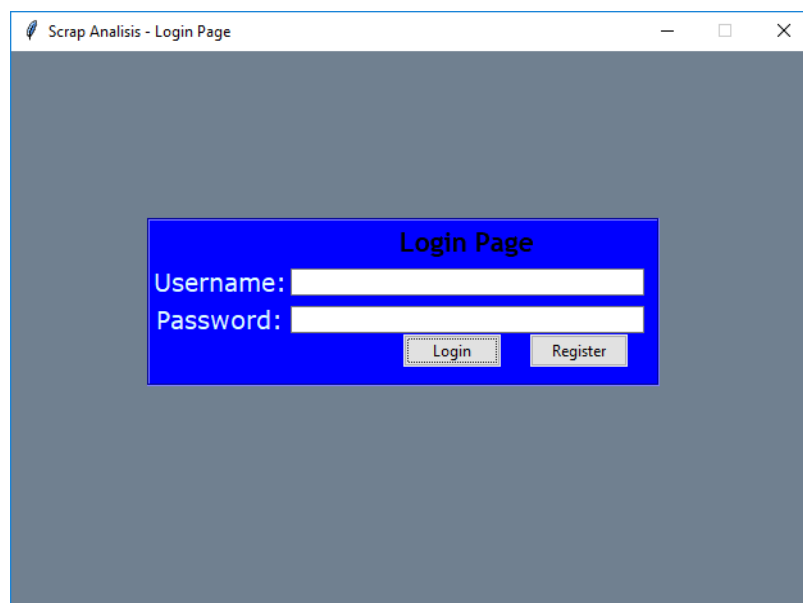 Scrap Analisis - Login Page
Login Page
Username:
Password:
Login Register